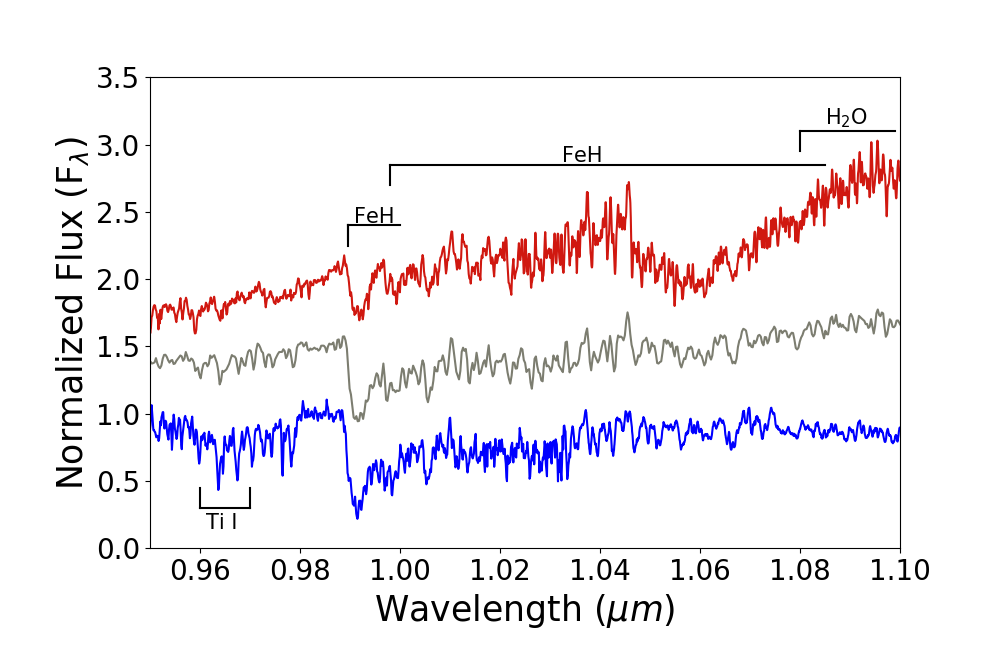 3.5
3.0
2.5
2.0
1.5
1.0
0.5
0.0
Normalized Flux (F<sub>λ</sub>)
H₂O
FeH
FeH
Ti I
0.96 0.98 1.00 1.02 1.04 1.06 1.08 1.10
Wavelength (μm)